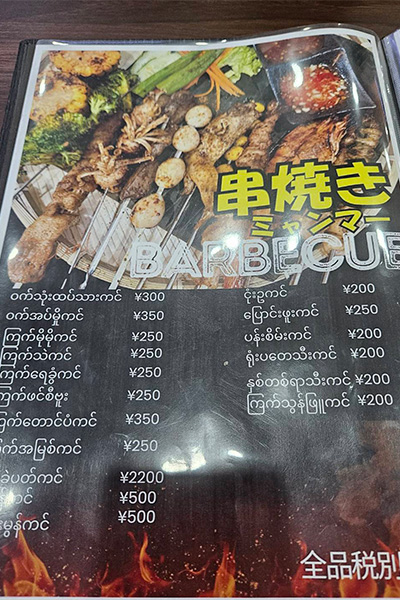 串焼き
ミャンマー
BARBECUE
ဝက်သုံးထပ်သားကင် ¥300
ဝက်အူပ်မှိုကင် ¥350
ကြက်မိုမိုကင် ¥250
ကြက်သဲကင် ¥250
ကြက်ရေခွံကင် ¥250
ကြက်ဖင်စီဗူး ¥250
ကြက်တောင်ပံကင် ¥350
ကြက်အမြစ်ကင် ¥250
¥2200
¥500
¥500
ငုံးဥကင် ¥200
ပြောင်းဖူးကင် ¥250
ပန်းစိမ်းကင် ¥200
ရုံးပတေသီးကင် ¥200
နှစ်တစ်ရာသီးကင် ¥200
ကြက်သွန်ဖြူကင် ¥200
全品税別